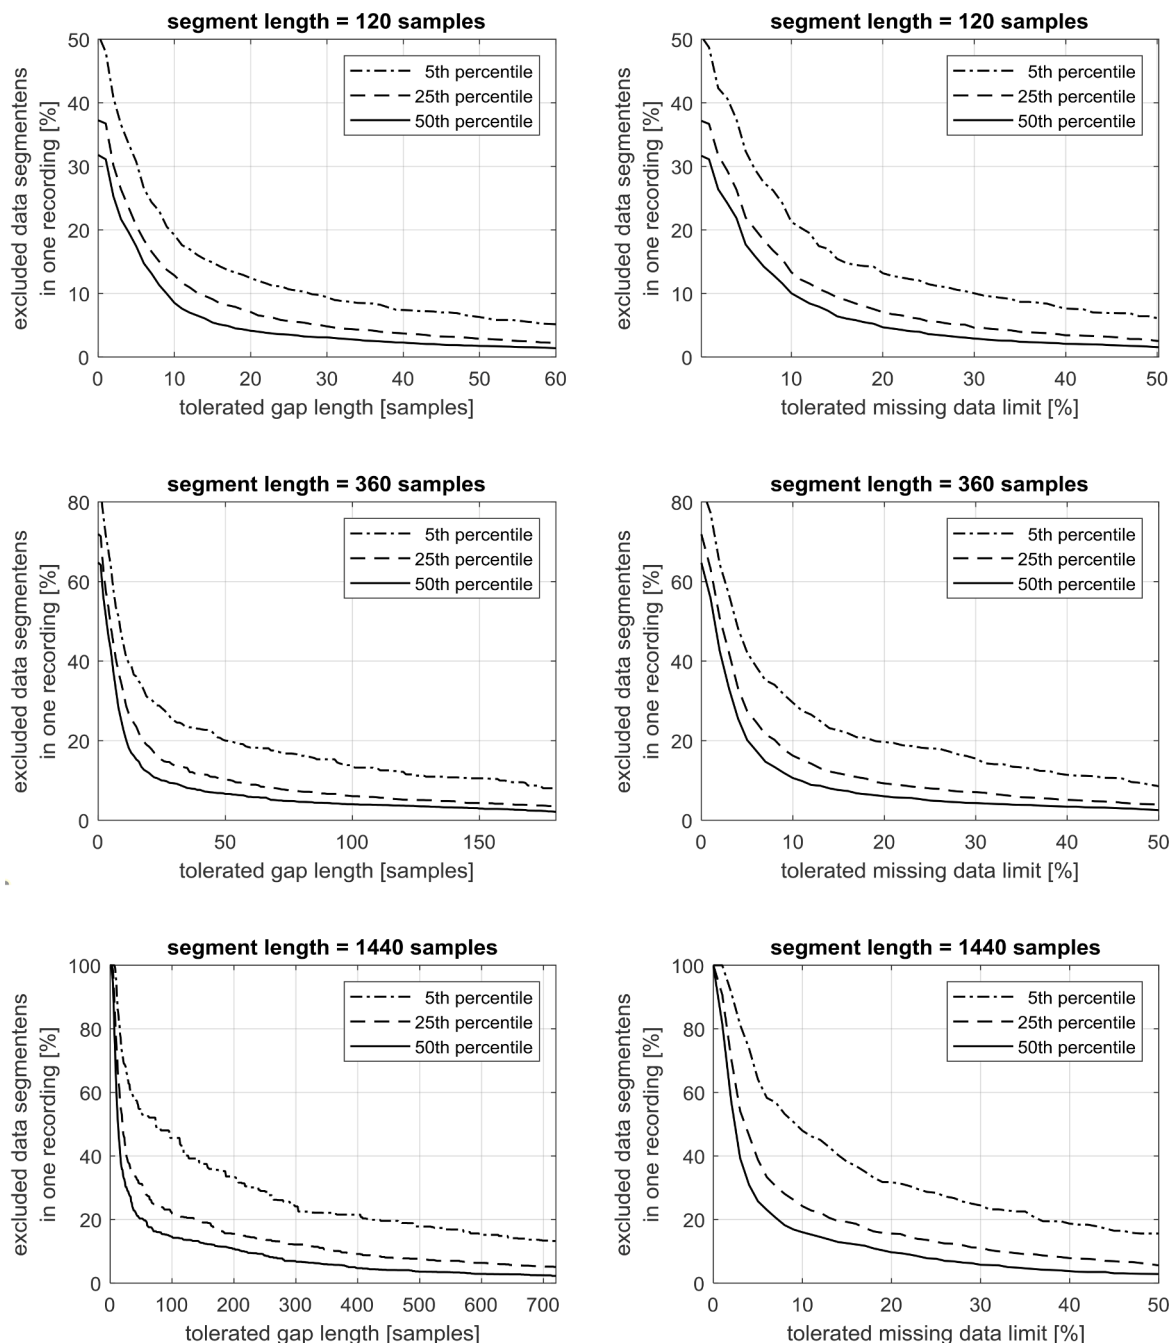 segment length = 120 samples
excluded data segmentens
in one recording [%]
50
40
30
20
10
0
5th percentile
25th percentile
50th percentile
0 10 20 30 40 50 60
tolerated gap length [samples]
segment length = 120 samples
excluded data segmentens
in one recording [%]
50
40
30
20
10
0
5th percentile
25th percentile
50th percentile
10 20 30 40 50
tolerated missing data limit [%]
segment length = 360 samples
excluded data segmentens
in one recording [%]
80
60
40
20
0
5th percentile
25th percentile
50th percentile
0 50 100 150
tolerated gap length [samples]
segment length = 360 samples
excluded data segmentens
in one recording [%]
80
60
40
20
0
5th percentile
25th percentile
50th percentile
0 10 20 30 40 50
tolerated missing data limit [%]
segment length = 1440 samples
excluded data segmentens
in one recording [%]
100
80
60
40
20
0
5th percentile
25th percentile
50th percentile
0 100 200 300 400 500 600 700
tolerated gap length [samples]
segment length = 1440 samples
excluded data segmentens
in one recording [%]
100
80
60
40
20
0
5th percentile
25th percentile
50th percentile
0 10 20 30 40 50
tolerated missing data limit [%]